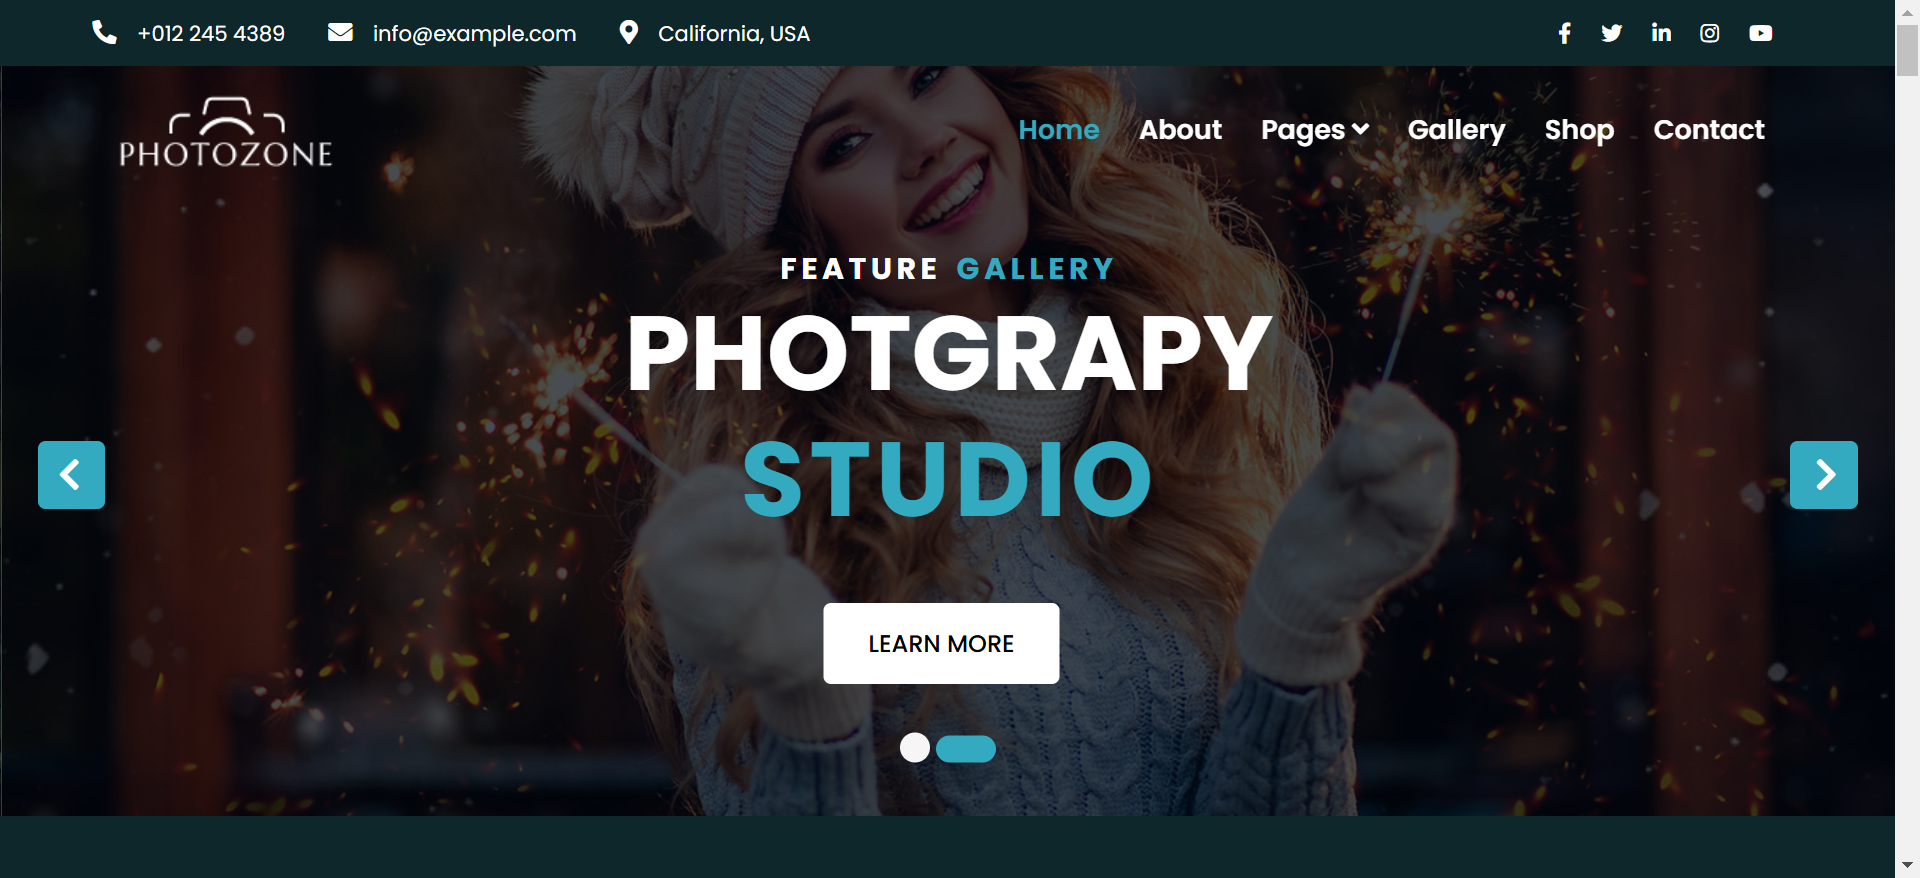 +012 245 4389 info@example.com California, USA
PHOTOZONE
Home About Pages Gallery Shop Contact
FEATURE GALLERY
PHOTGRAPY
STUDIO
LEARN MORE